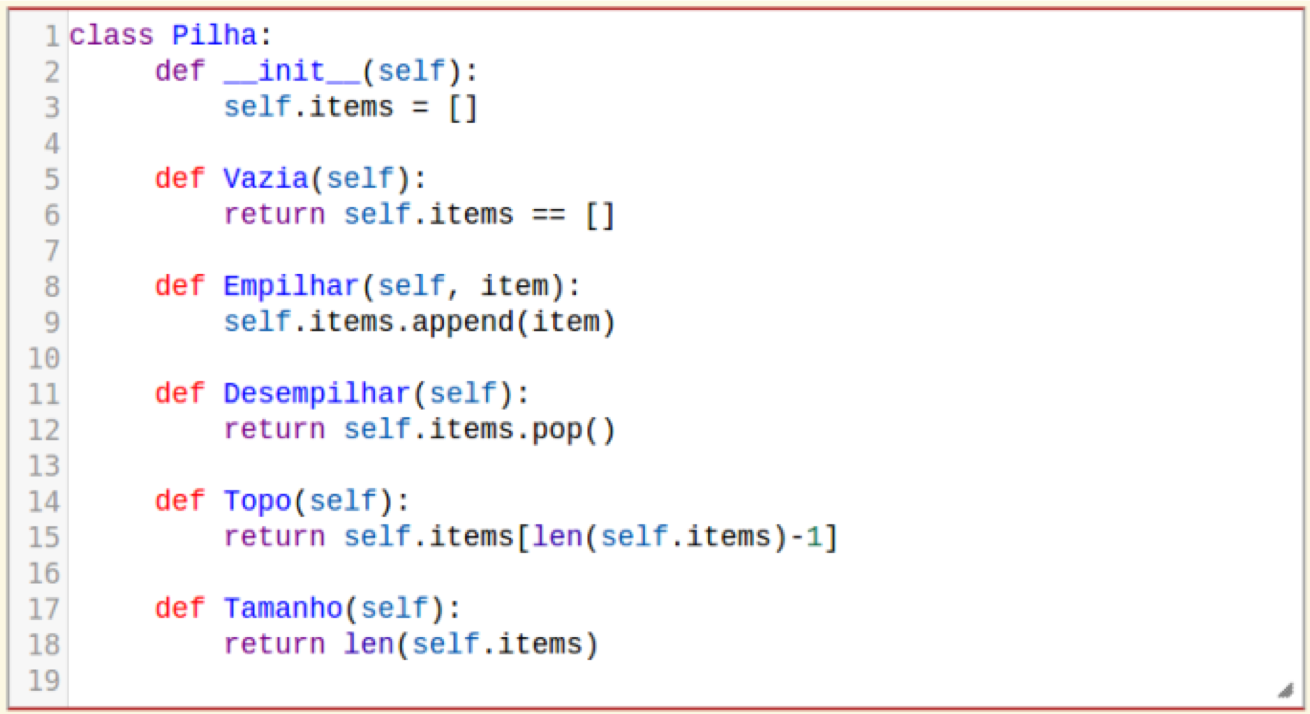 1 class Pilha:
2     def __init__(self):
3         self.items = []
4
5     def Vazia(self):
6         return self.items == []
7
8     def Empilhar(self, item):
9         self.items.append(item)
10
11     def Desempilhar(self):
12         return self.items.pop()
13
14     def Topo(self):
15         return self.items[len(self.items)-1]
16
17     def Tamanho(self):
18         return len(self.items)
19